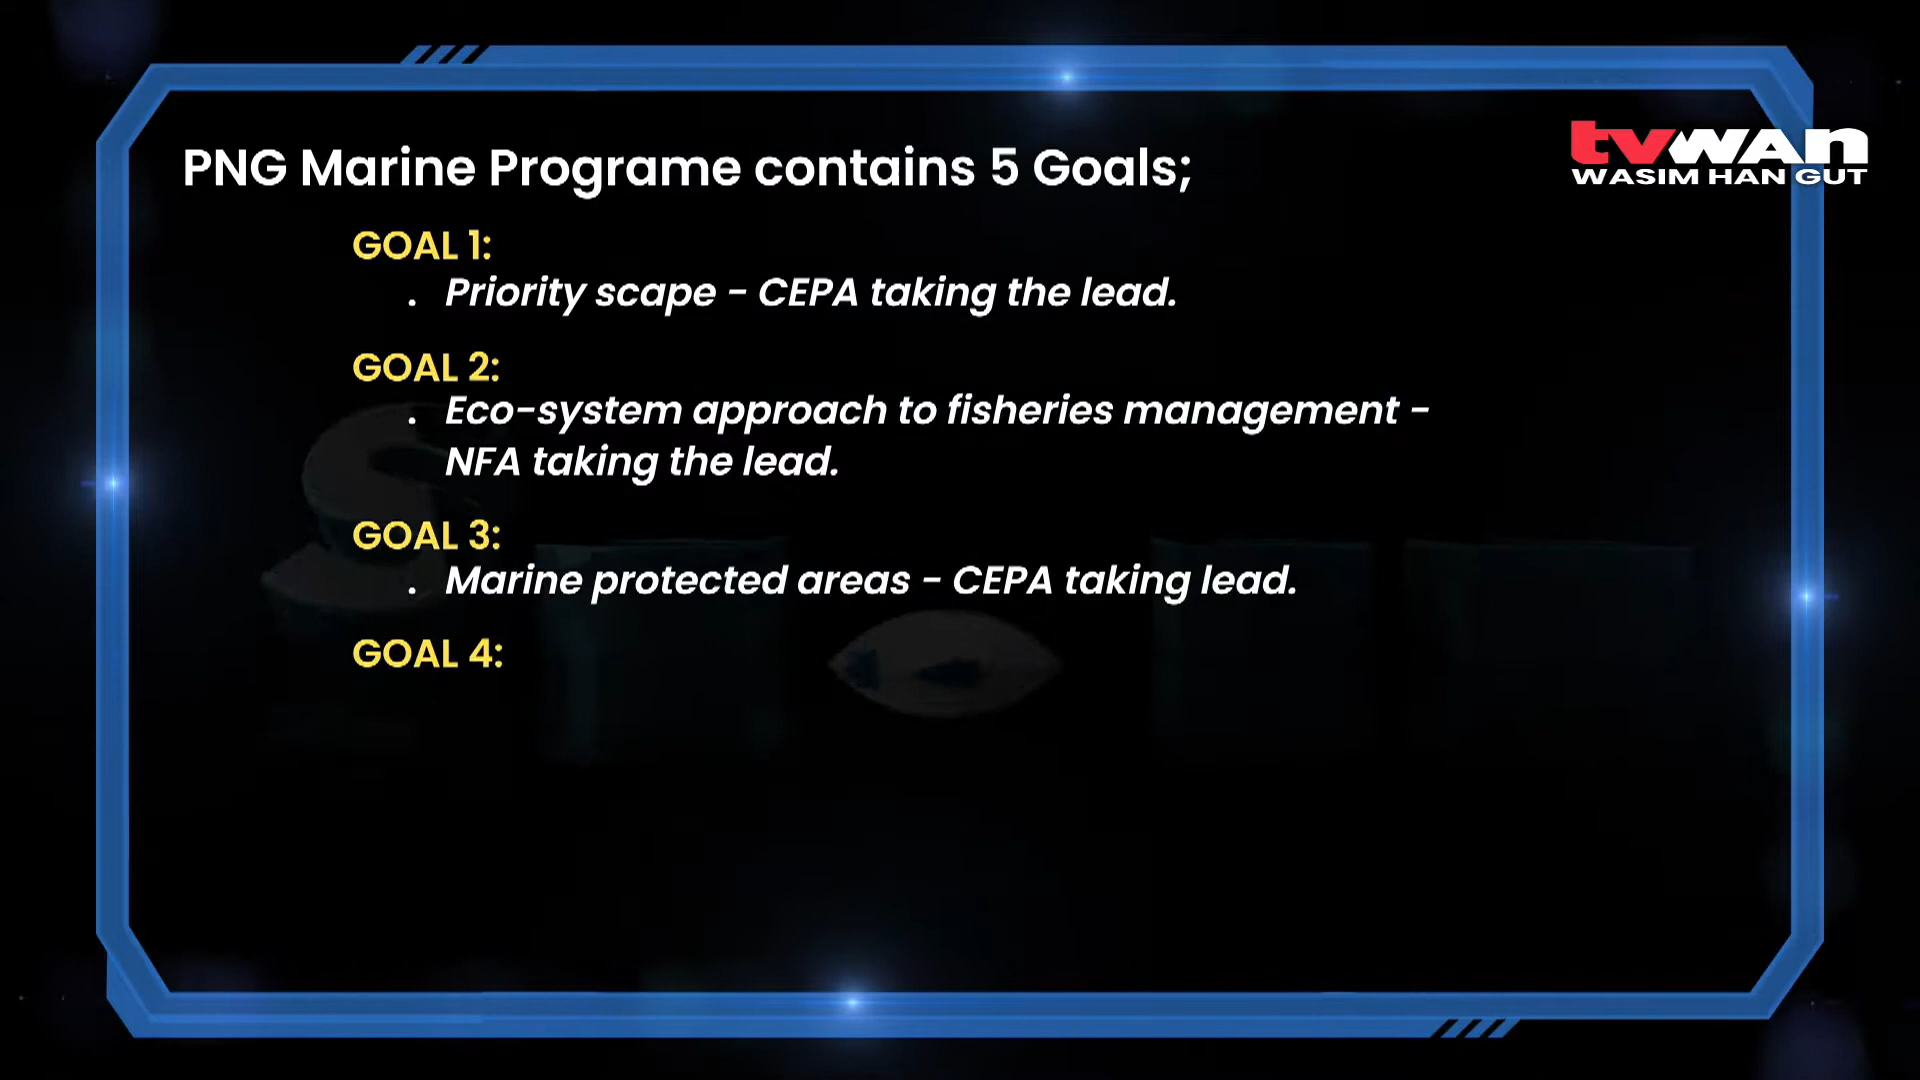 PNG Marine Programe contains 5 Goals;
tvwan
WASIM HAN GUT
GOAL 1:
. Priority scape - CEPA taking the lead.
GOAL 2:
. Eco-system approach to fisheries management -
NFA taking the lead.
GOAL 3:
. Marine protected areas - CEPA taking lead.
GOAL 4: